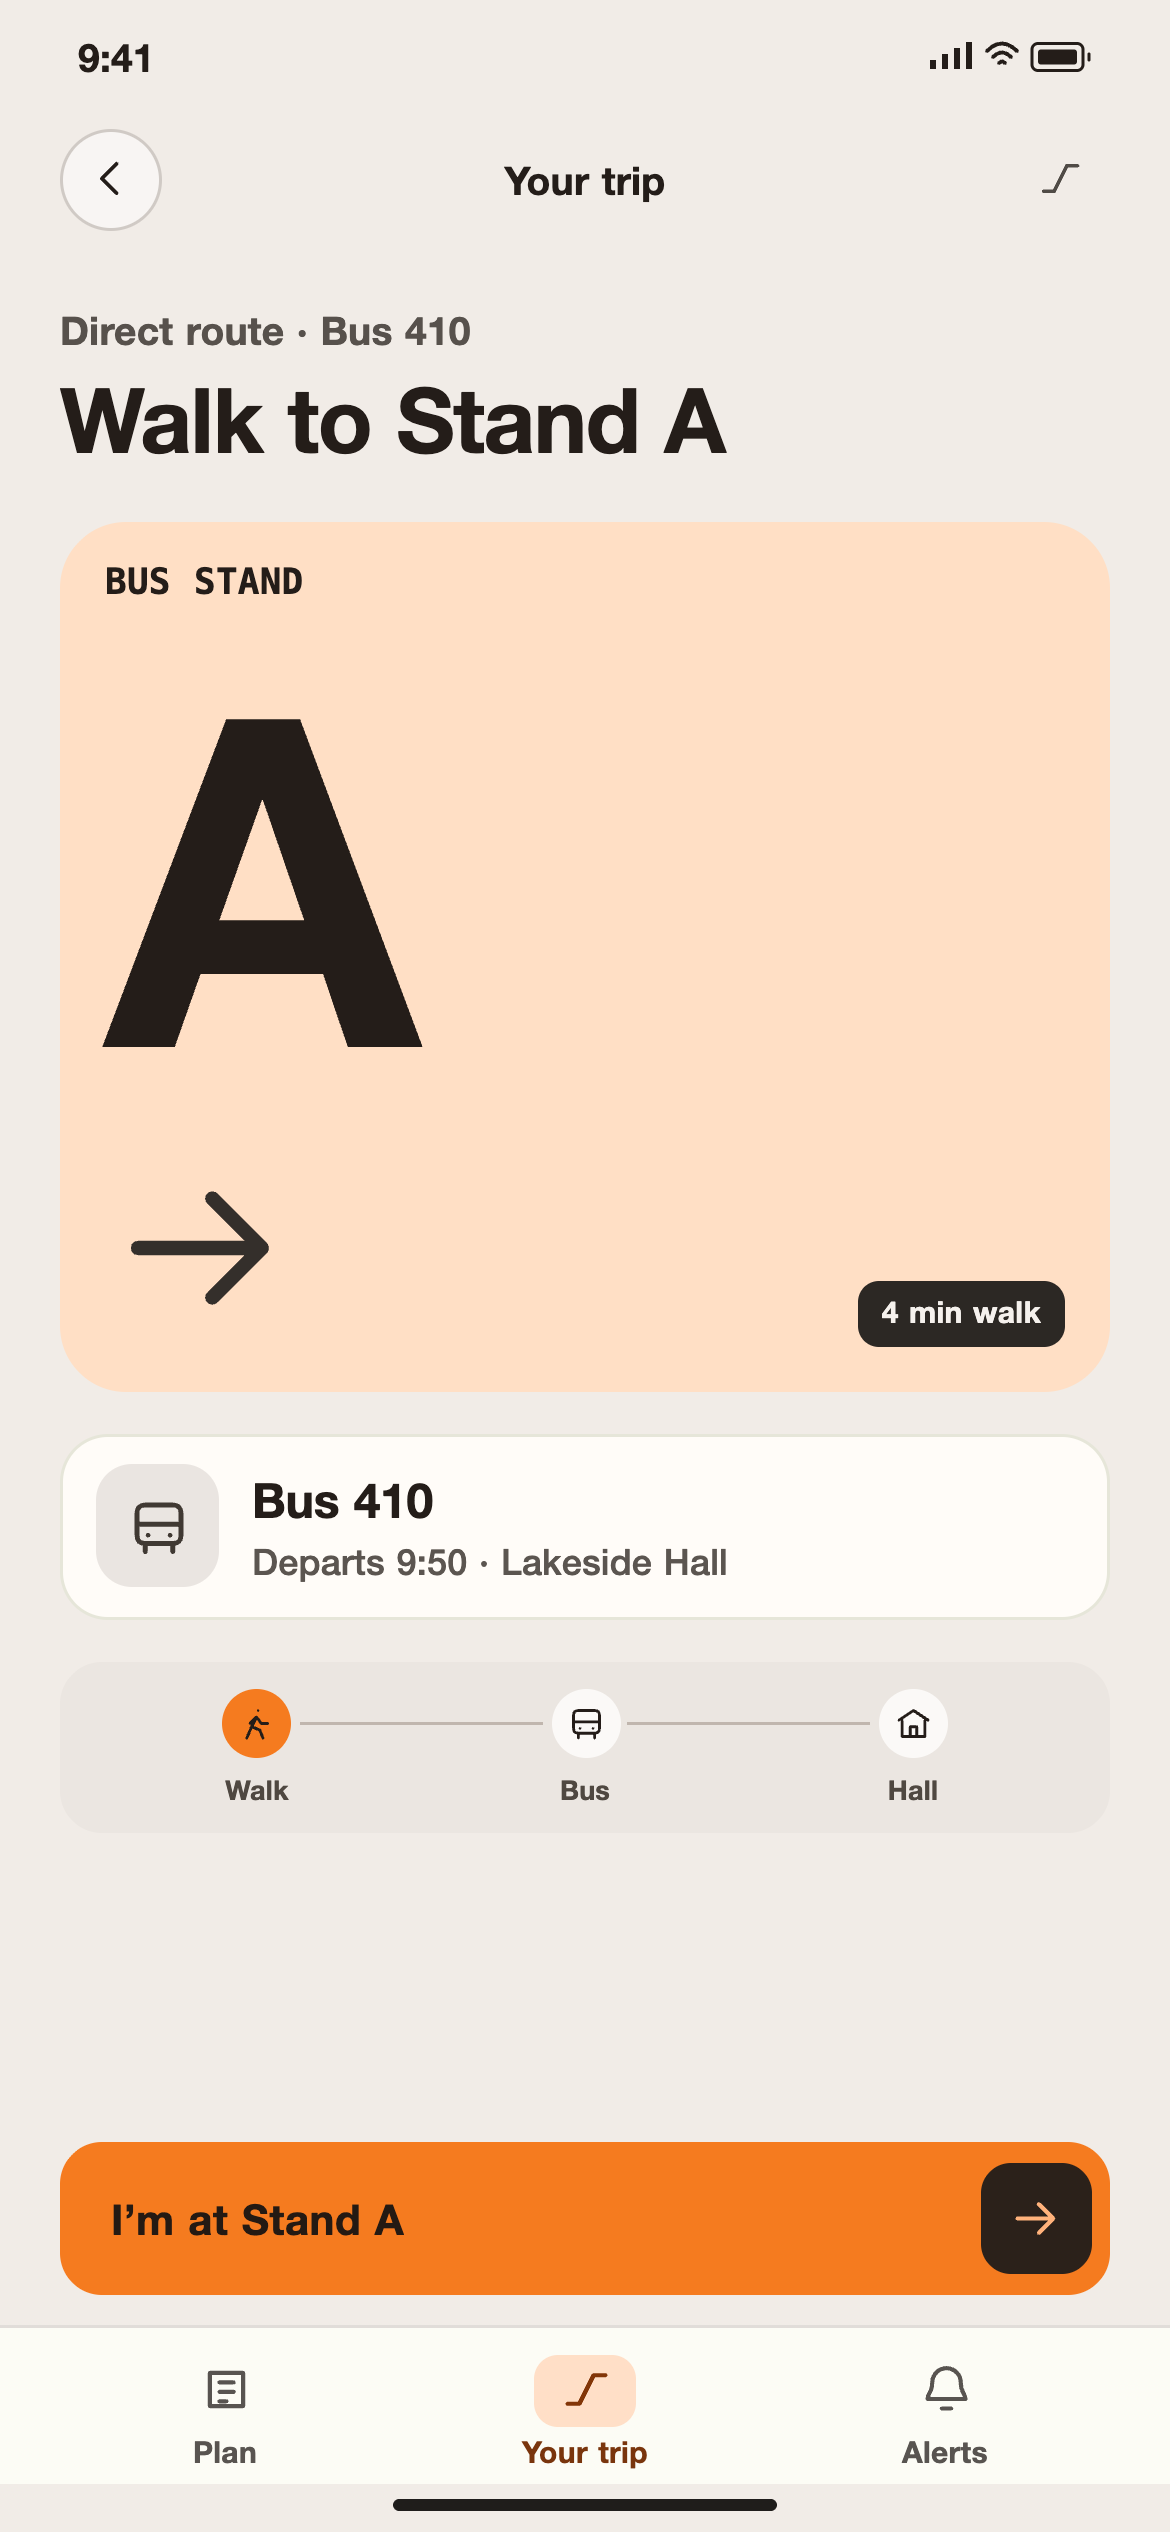 9:41
Your trip
Direct route · Bus 410
Walk to Stand A
BUS STAND
A
4 min walk
Bus 410
Departs 9:50 · Lakeside Hall
Walk
Bus
Hall
I’m at Stand A
Plan
Your trip
Alerts